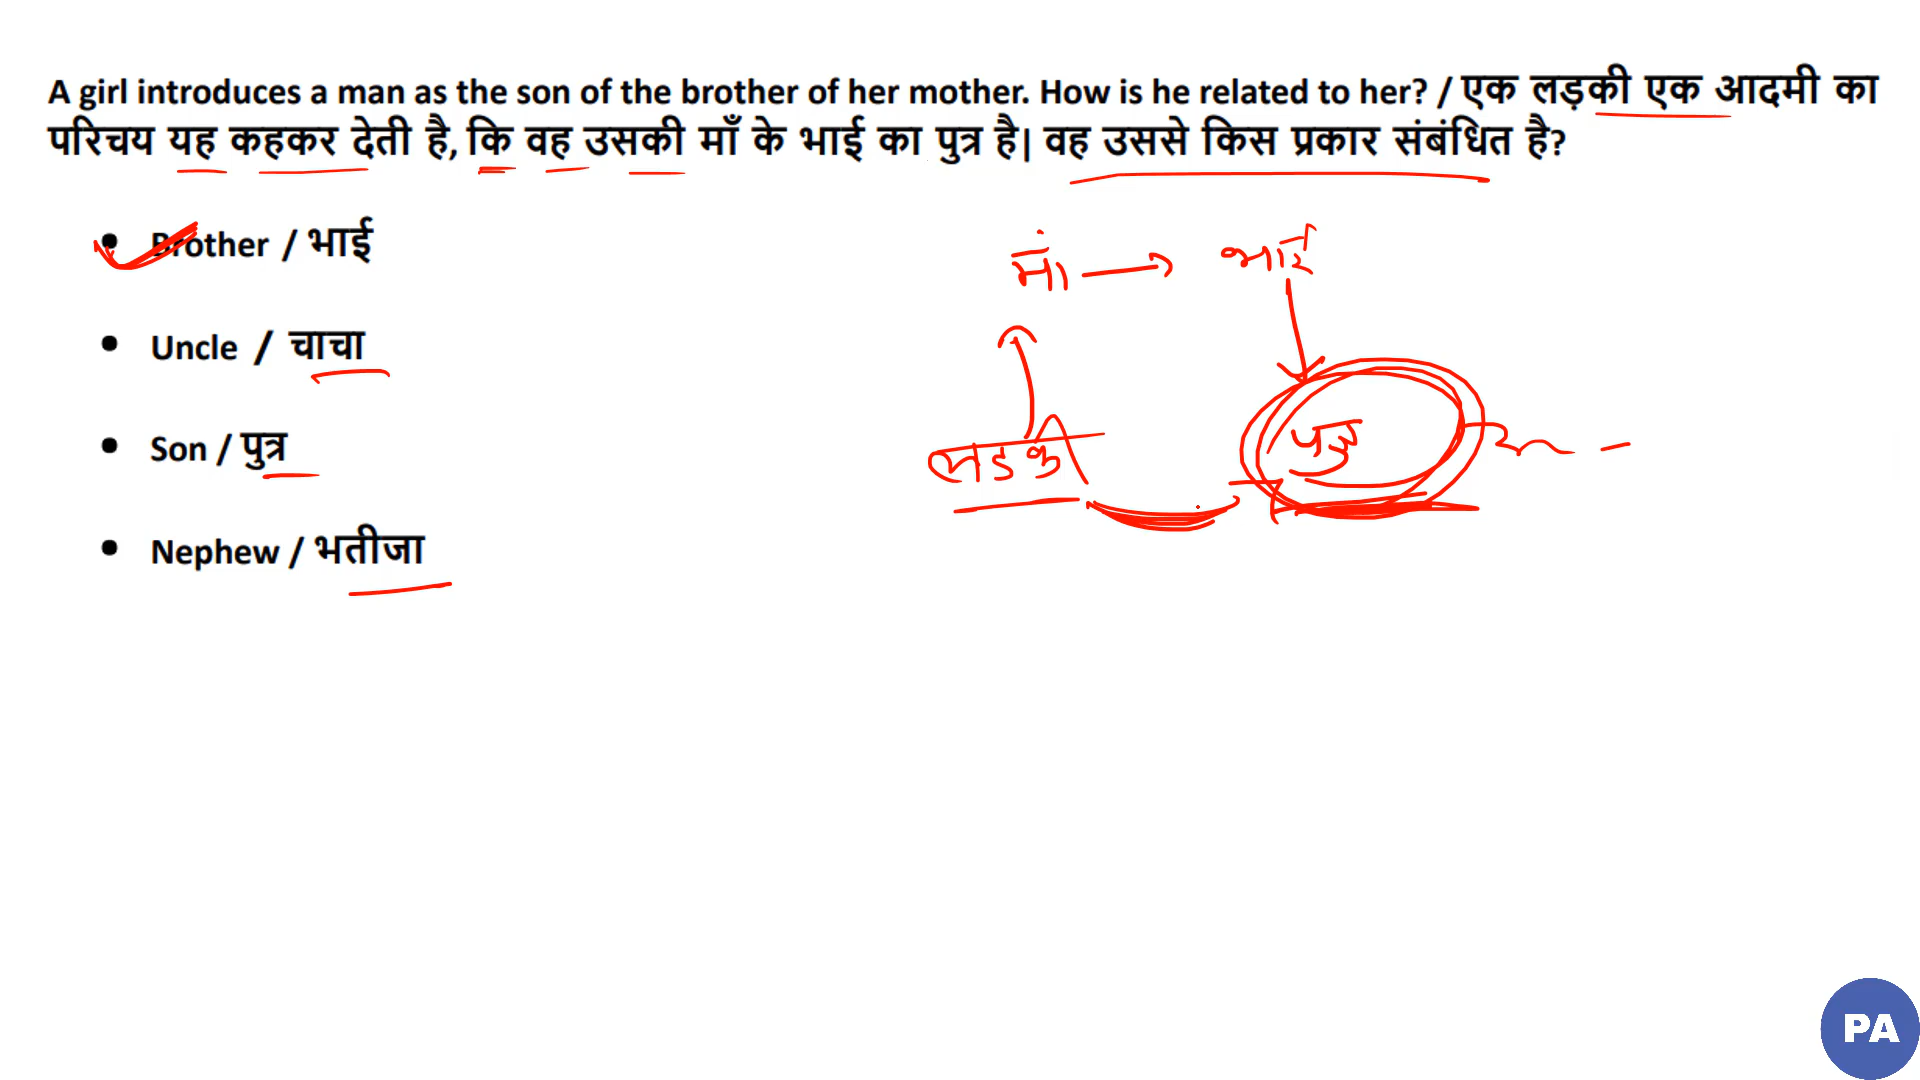 A girl introduces a man as the son of the brother of her mother. How is he related to her? / एक लड़की एक आदमी का
परिचय यह कहकर देती है, कि वह उसकी माँ के भाई का पुत्र है| वह उससे किस प्रकार संबंधित है?
• Brother / भाई
• Uncle / चाचा
• Son / पुत्र
• Nephew / भतीजा
मां → भाई
लडकी पुत्र
PA